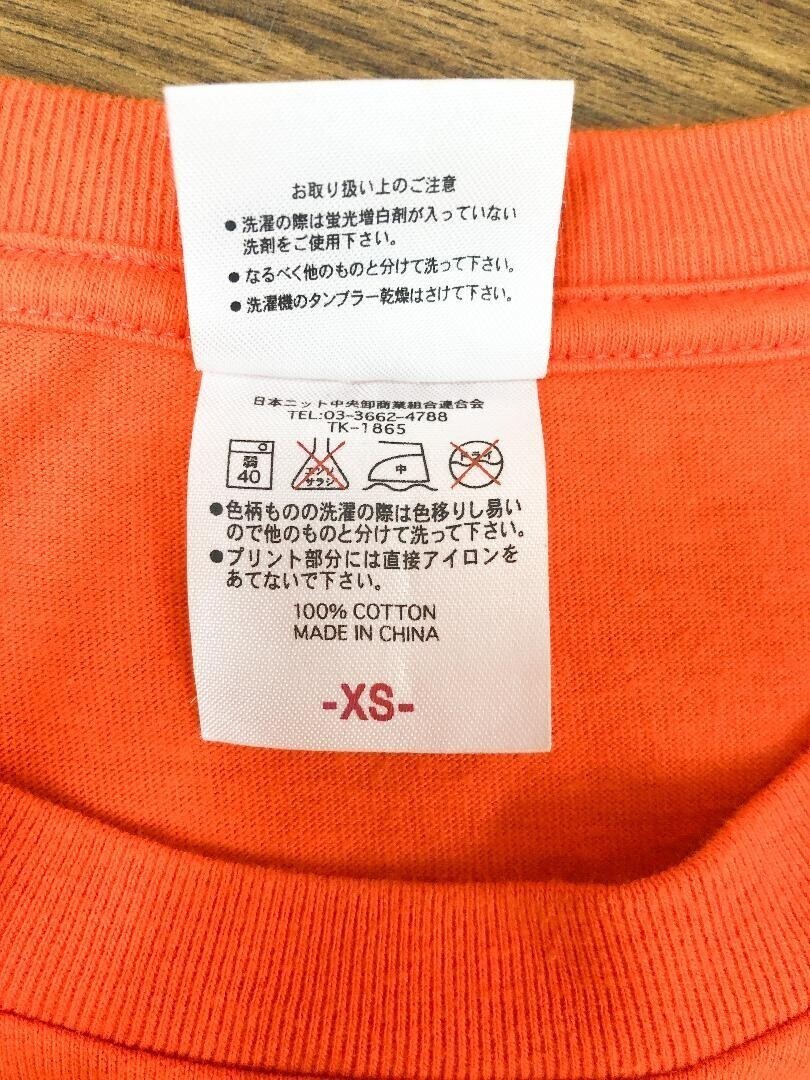 お取り扱い上のご注意
●洗濯の際は蛍光増白剤が入っていない
洗剤をご使用下さい。
●なるべく他のものと分けて洗って下さい。
●洗濯機のタンブラー乾燥はさけて下さい。
日本ニット中央卸商業組合連合会
TEL:03-3662-4788
TK-1865
弱
40
エンソ
サラシ
中
ドライ
●色柄ものの洗濯の際は色移りし易い
ので他のものと分けて洗って下さい。
●プリント部分には直接アイロンを
あてないで下さい。
100% COTTON
MADE IN CHINA
-XS-